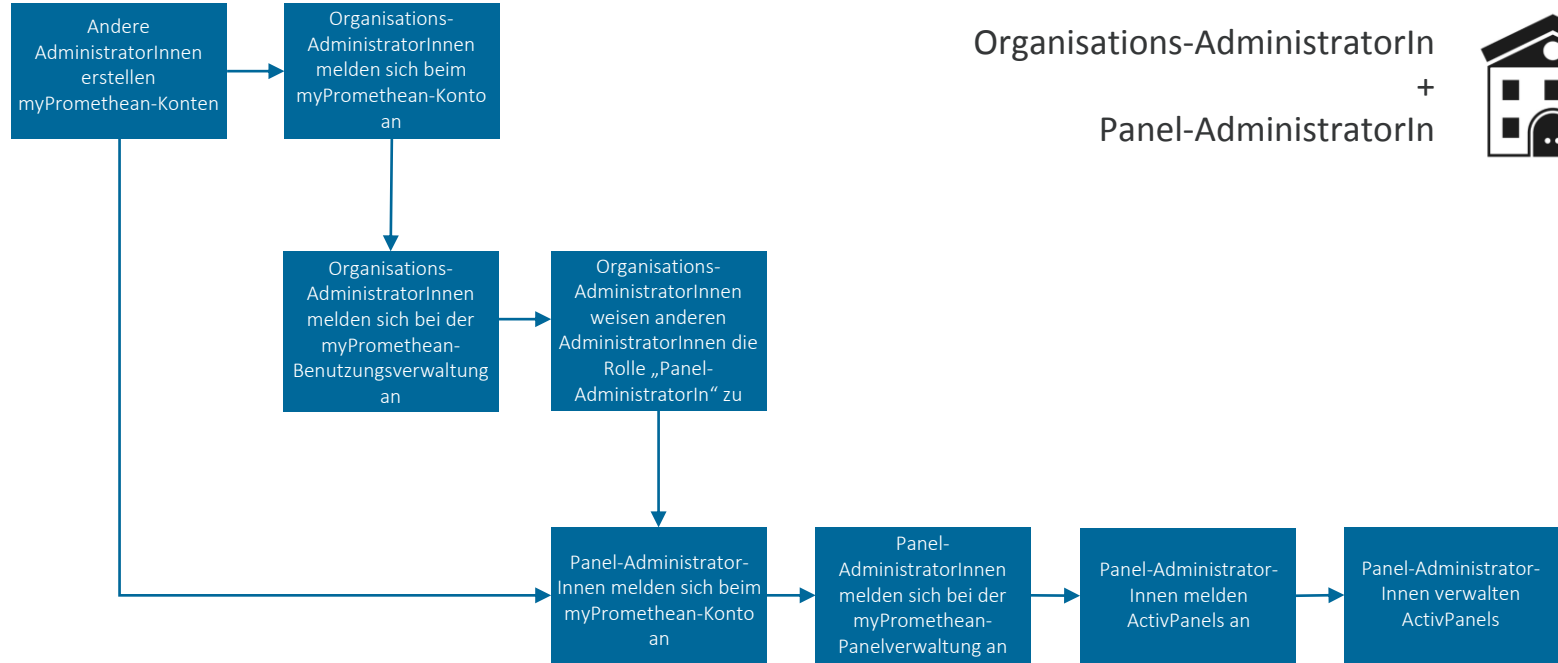 Andere
AdministratorInnen
erstellen
myPromethean-Konten
Organisations-
AdministratorInnen
melden sich beim
myPromethean-Konto
an
Organisations-AdministratorIn
+
Panel-AdministratorIn
Organisations-
AdministratorInnen
melden sich bei der
myPromethean-
Benutzungsverwaltung
an
Organisations-
AdministratorInnen
weisen anderen
AdministratorInnen die
Rolle „Panel-
AdministratorIn“ zu
Panel-Administrator-
Innen melden sich beim
myPromethean-Konto
an
Panel-
AdministratorInnen
melden sich bei der
myPromethean-
Panelverwaltung an
Panel-Administrator-
Innen melden
ActivPanels an
Panel-Administrator-
Innen verwalten
ActivPanels